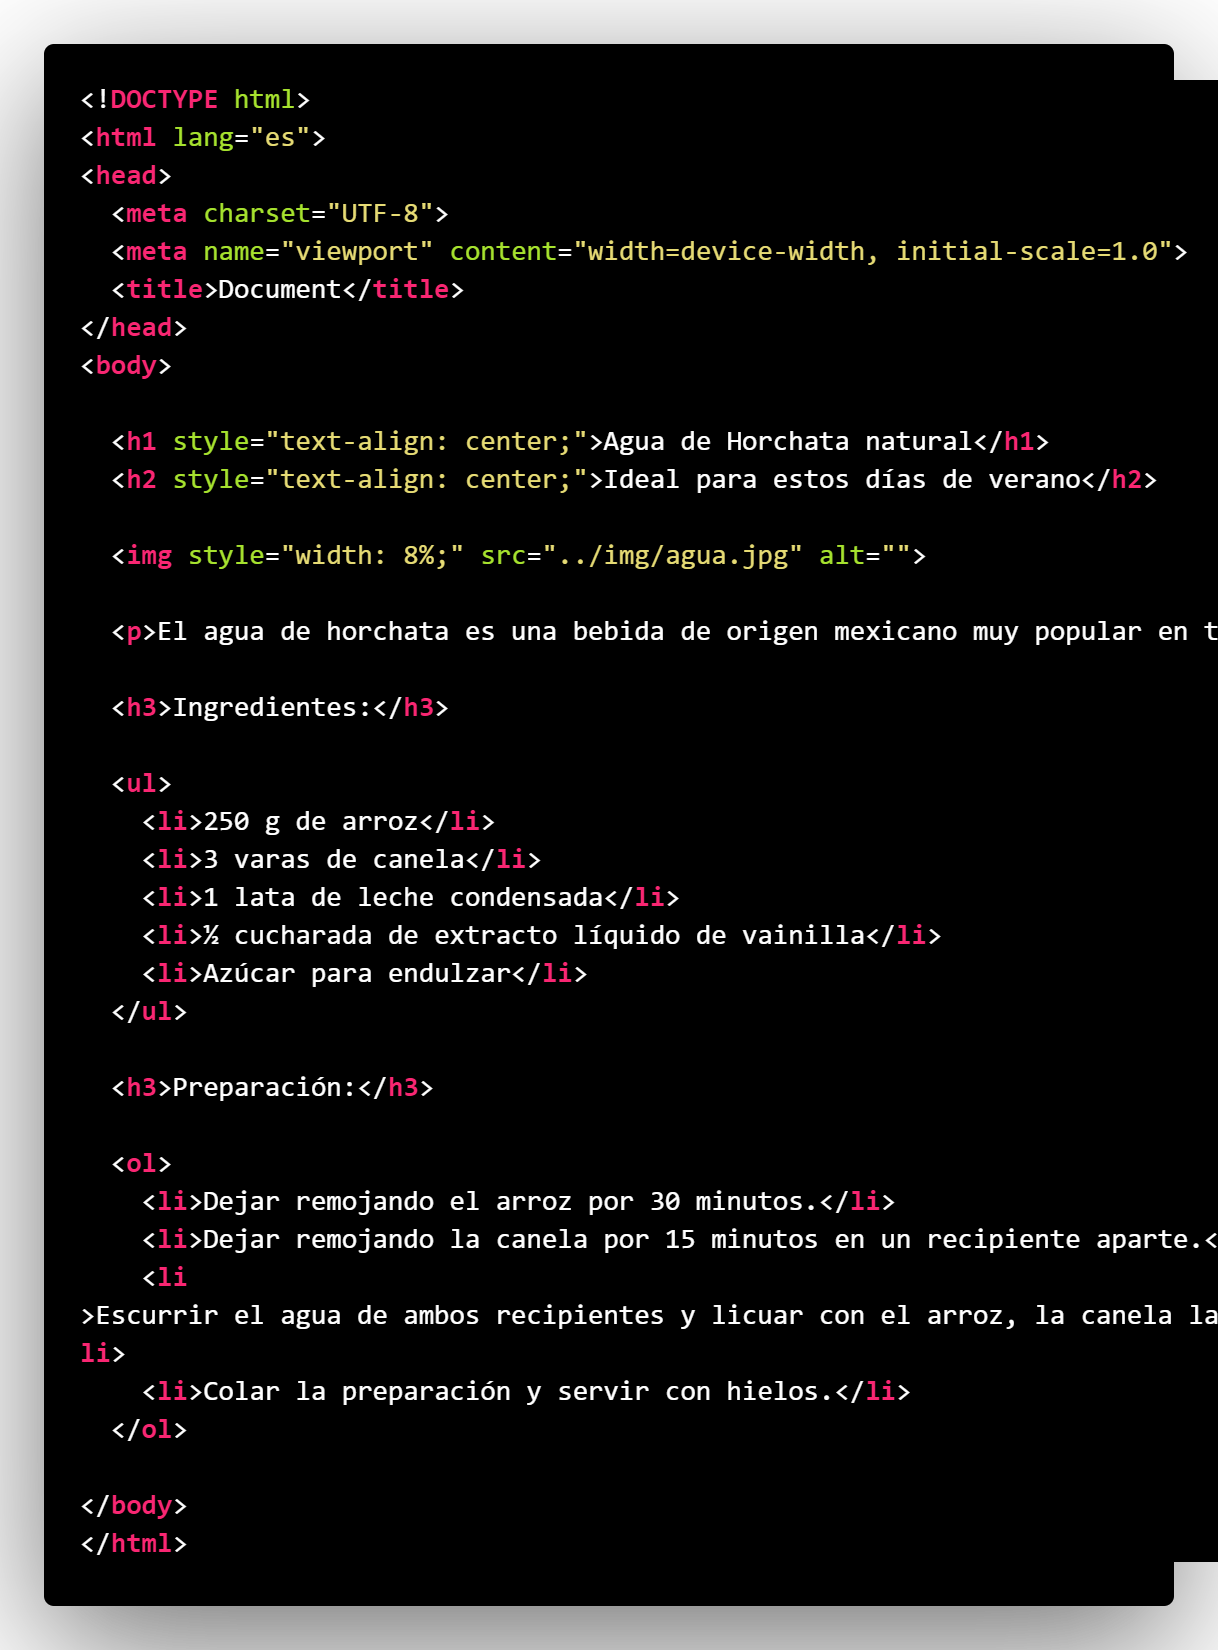 <!DOCTYPE html>
<html lang="es">
<head>
  <meta charset="UTF-8">
  <meta name="viewport" content="width=device-width, initial-scale=1.0">
  <title>Document</title>
</head>
<body>

  <h1 style="text-align: center;">Agua de Horchata natural</h1>
  <h2 style="text-align: center;">Ideal para estos días de verano</h2>

  <img style="width: 8%;" src="../img/agua.jpg" alt="">

  <p>El agua de horchata es una bebida de origen mexicano muy popular en t

  <h3>Ingredientes:</h3>

  <ul>
    <li>250 g de arroz</li>
    <li>3 varas de canela</li>
    <li>1 lata de leche condensada</li>
    <li>½ cucharada de extracto líquido de vainilla</li>
    <li>Azúcar para endulzar</li>
  </ul>

  <h3>Preparación:</h3>

  <ol>
    <li>Dejar remojando el arroz por 30 minutos.</li>
    <li>Dejar remojando la canela por 15 minutos en un recipiente aparte.<
    <li
>Escurrir el agua de ambos recipientes y licuar con el arroz, la canela la
li>
    <li>Colar la preparación y servir con hielos.</li>
  </ol>

</body>
</html>